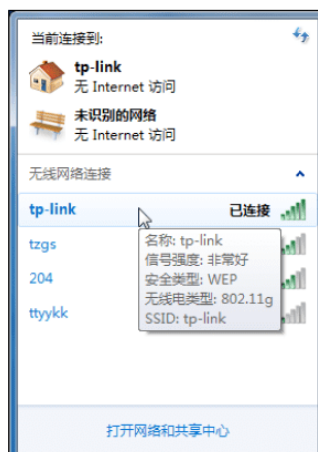 当前连接到:
tp-link
无 Internet 访问
未识别的网络
无 Internet 访问
无线网络连接
tp-link 已连接
tzgs
204
ttyykk
名称: tp-link
信号强度: 非常好
安全类型: WEP
无线电类型: 802.11g
SSID: tp-link
打开网络和共享中心